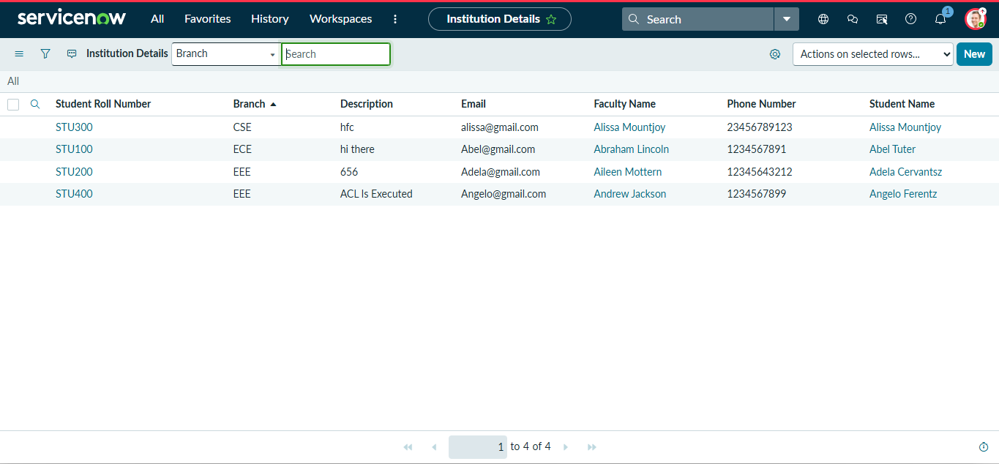 servicenow All Favorites History Workspaces Institution Details Search 1
Institution Details Branch Search Actions on selected rows... New
All
Student Roll Number Branch Description Email Faculty Name Phone Number Student Name
STU300 CSE hfc alissa@gmail.com Alissa Mountjoy 23456789123 Alissa Mountjoy
STU100 ECE hi there Abel@gmail.com Abraham Lincoln 1234567891 Abel Tuter
STU200 EEE 656 Adela@gmail.com Aileen Mottern 12345643212 Adela Cervantsz
STU400 EEE ACL Is Executed Angelo@gmail.com Andrew Jackson 1234567899 Angelo Ferentz
1 to 4 of 4